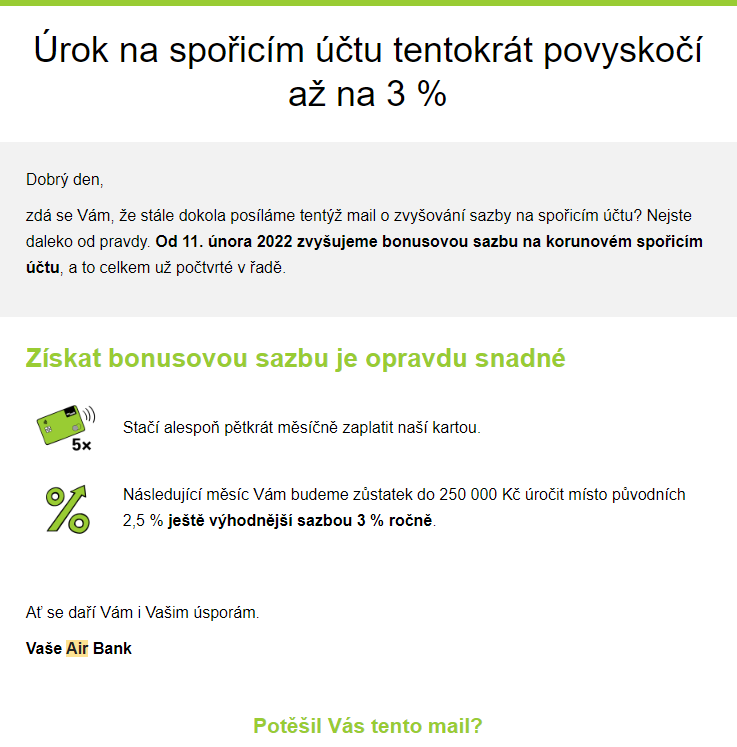 Úrok na spořicím účtu tentokrát povyskočí
až na 3 %
Dobrý den,
zdá se Vám, že stále dokola posíláme tentýž mail o zvyšování sazby na spořicím účtu? Nejste
daleko od pravdy. Od 11. února 2022 zvyšujeme bonusovou sazbu na korunovém spořicím
účtu, a to celkem už počtvrté v řadě.
Získat bonusovou sazbu je opravdu snadné
5x
Stačí alespoň pětkrát měsíčně zaplatit naší kartou.
Následující měsíc Vám budeme zůstatek do 250 000 Kč úročit místo původních
2,5 % ještě výhodnější sazbou 3 % ročně.
Ať se daří Vám i Vašim úsporám.
Vaše Air Bank
Potěšil Vás tento mail?